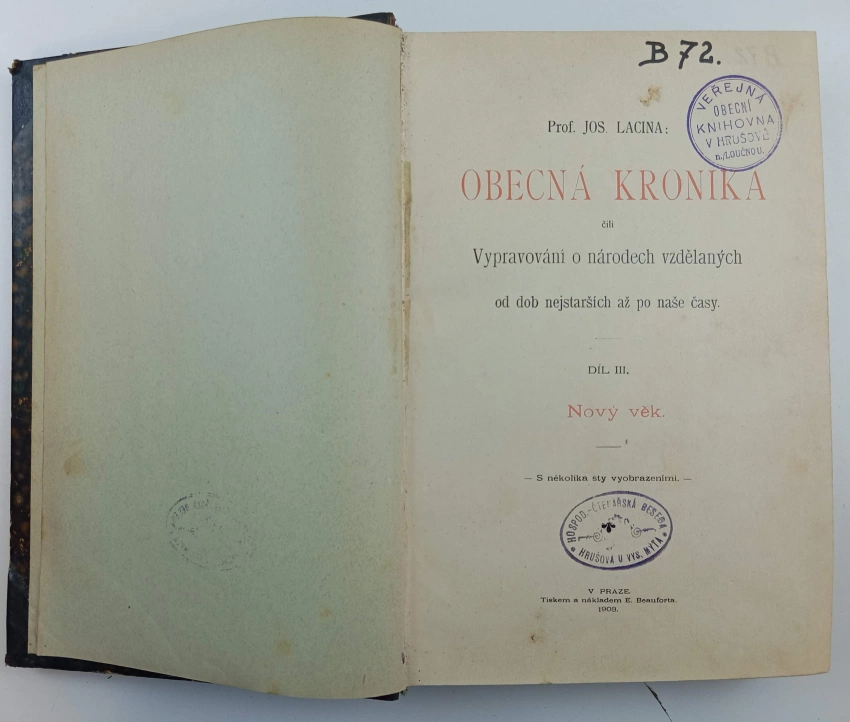 B 72.
VEŘEJNÁ
OBECNÍ
KNIHOVNA
V HRUŠOVĚ
n./LOUČNOU.
Prof. JOS. LACINA:
OBECNÁ KRONIKA
čili
Vypravování o národech vzdělaných
od dob nejstarších až po naše časy.
DÍL III.
Nový věk.
— S několika sty vyobrazeními. —
HOSPOD.-ČTENÁŘSKÁ BESEDA
HRUŠOVÁ U VYS. MÝTA
V PRAZE.
Tiskem a nákladem E. Beauforta.
1903.